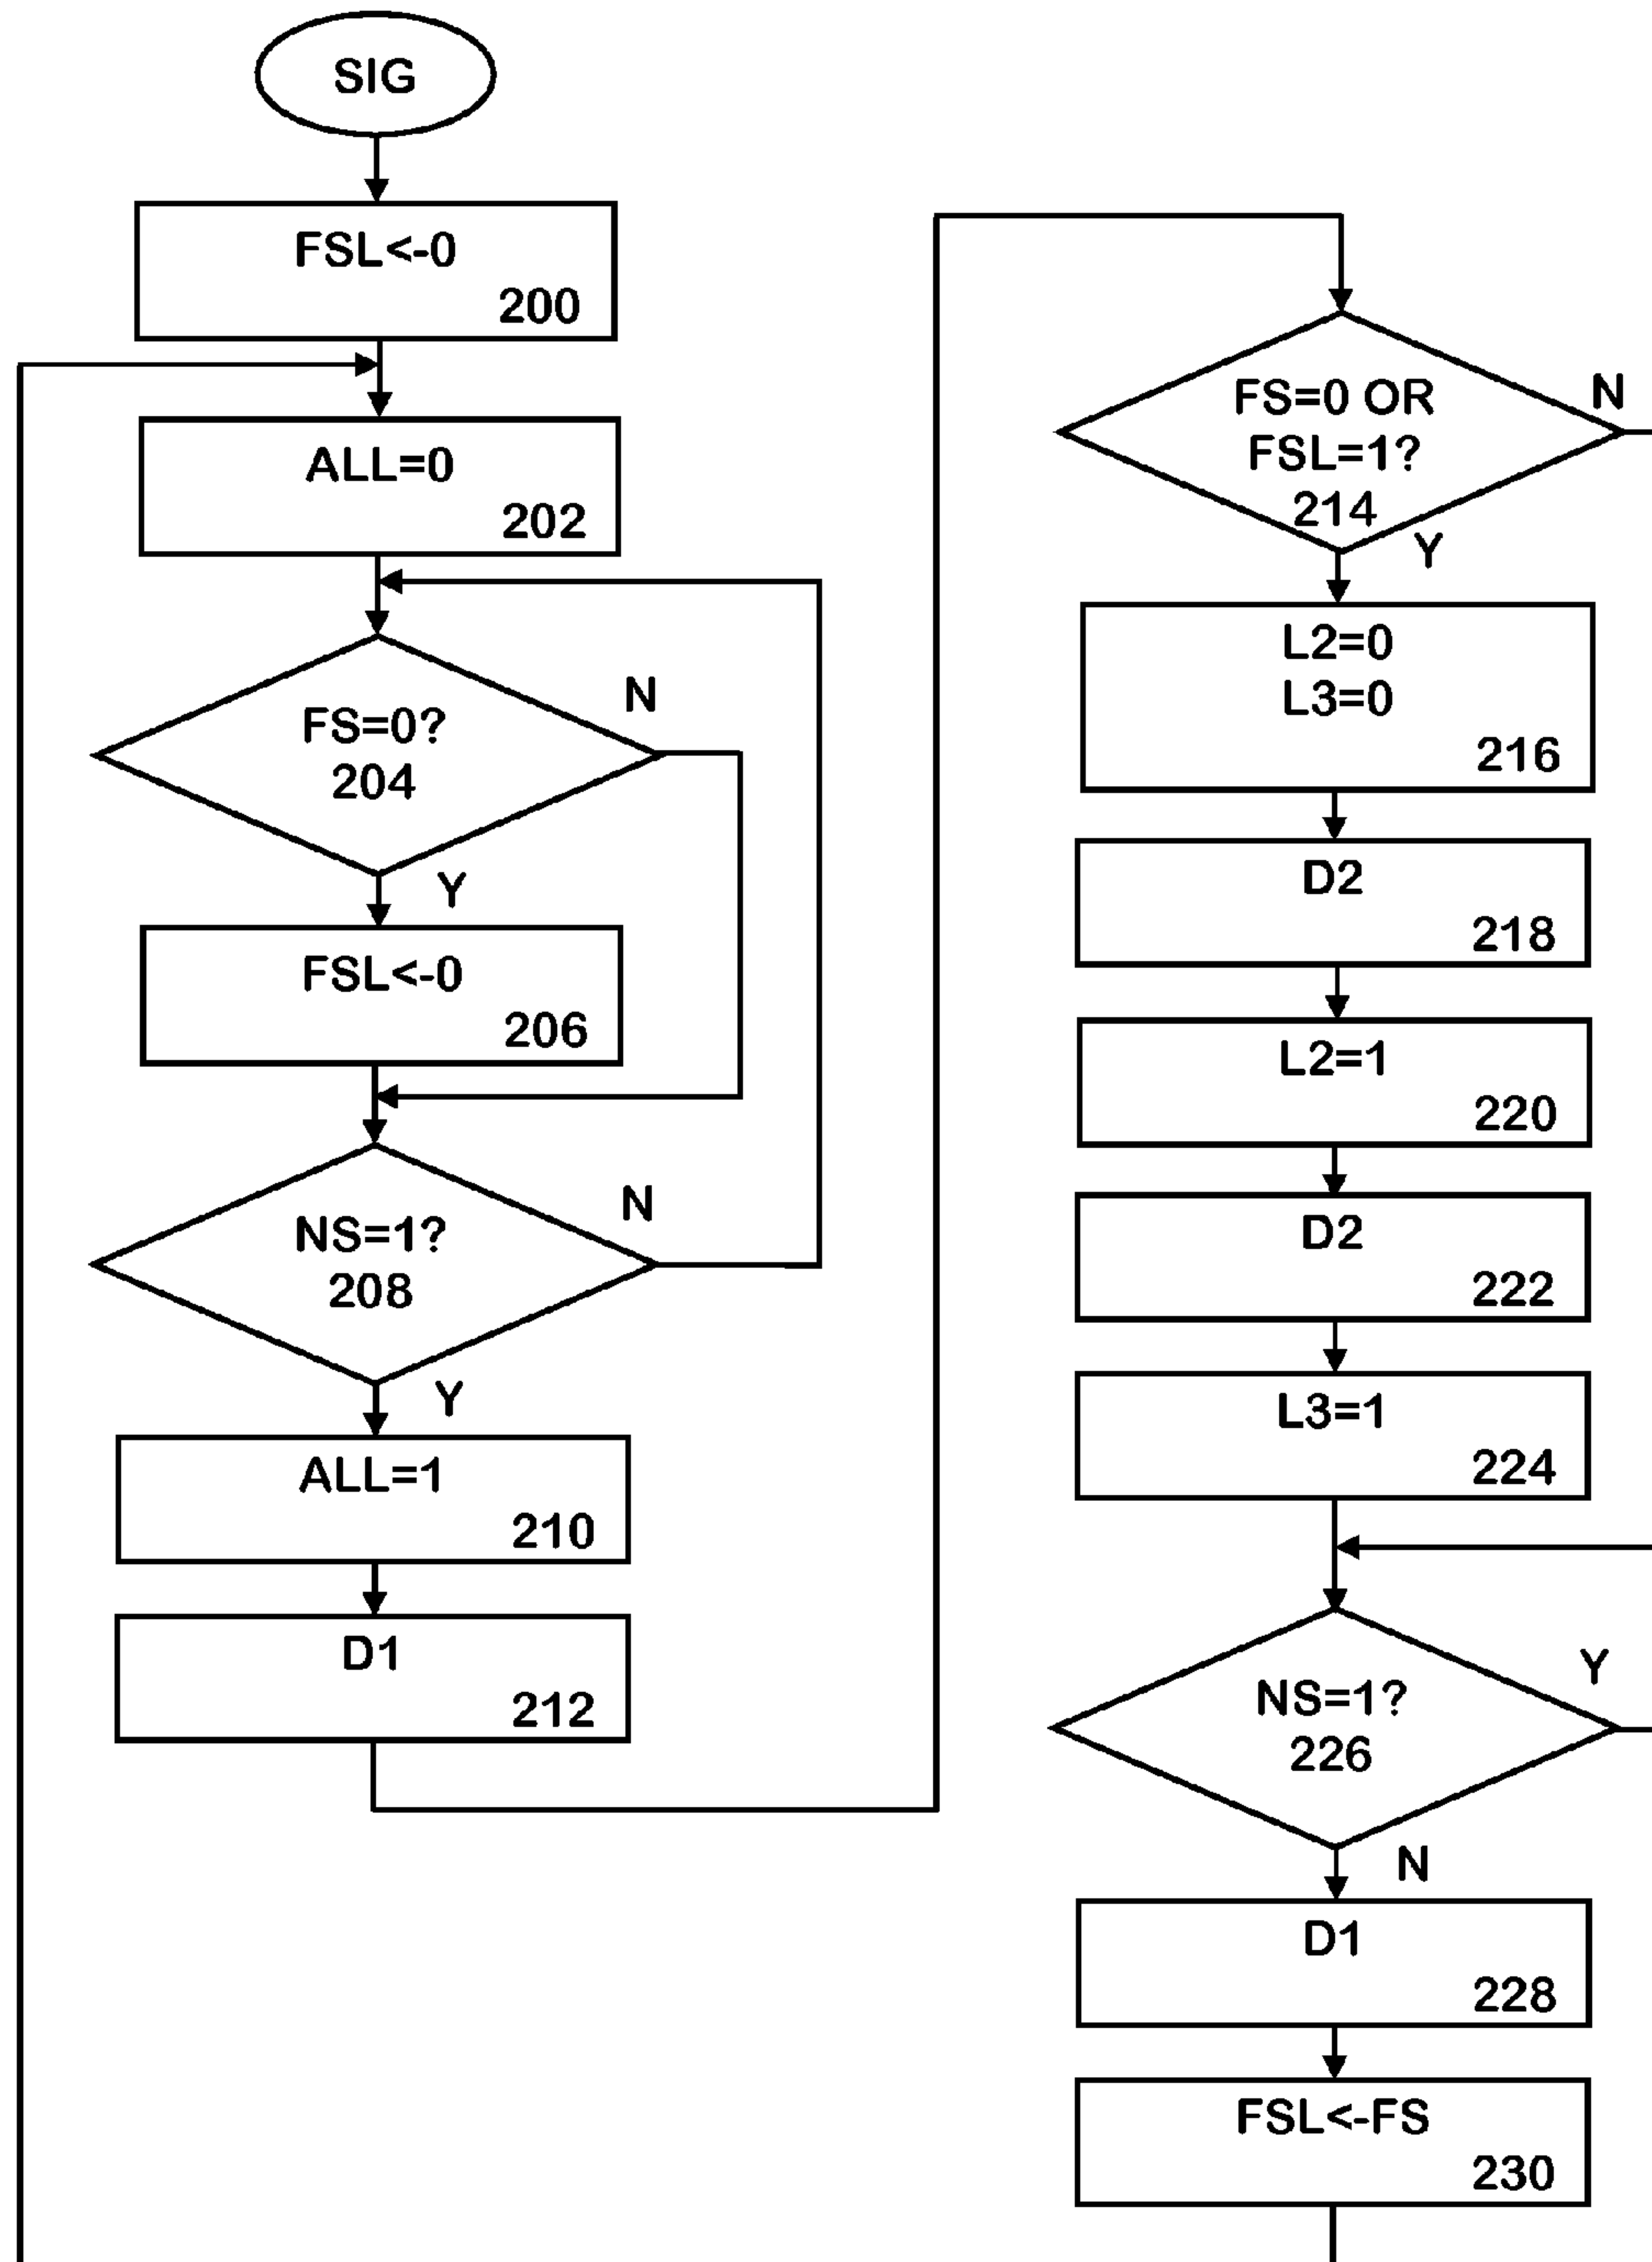 SIG
FSL<-0
200
ALL=0
202
FS=0?
204
N
Y
FSL<-0
206
NS=1?
208
N
Y
ALL=1
210
D1
212
FS=0 OR
FSL=1?
214
N
Y
L2=0
L3=0
216
D2
218
L2=1
220
D2
222
L3=1
224
NS=1?
226
Y
N
D1
228
FSL<-FS
230